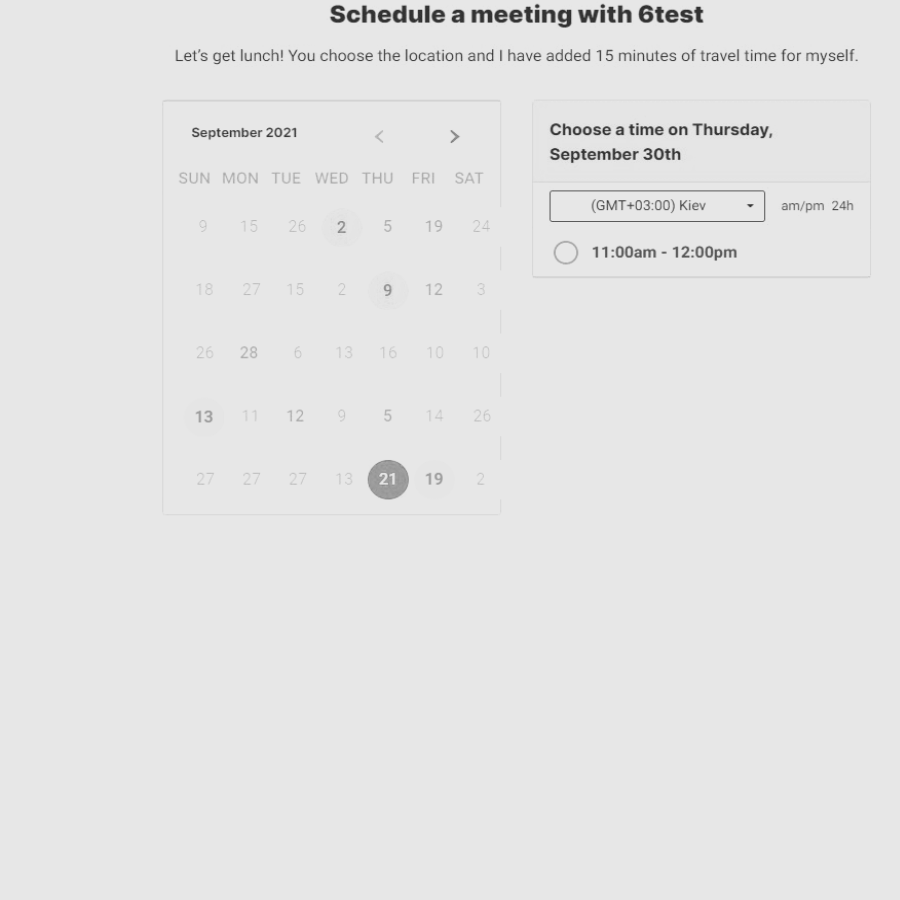 Schedule a meeting with 6test
Let's get lunch! You choose the location and I have added 15 minutes of travel time for myself.
September 2021
SUN MON TUE WED THU FRI SAT
9 15 26 2 5 19 24
18 27 15 2 9 12 3
26 28 6 13 16 10 10
13 11 12 9 5 14 26
27 27 27 13 21 19 2
Choose a time on Thursday,
September 30th
(GMT+03:00) Kiev am/pm 24h
11:00am - 12:00pm